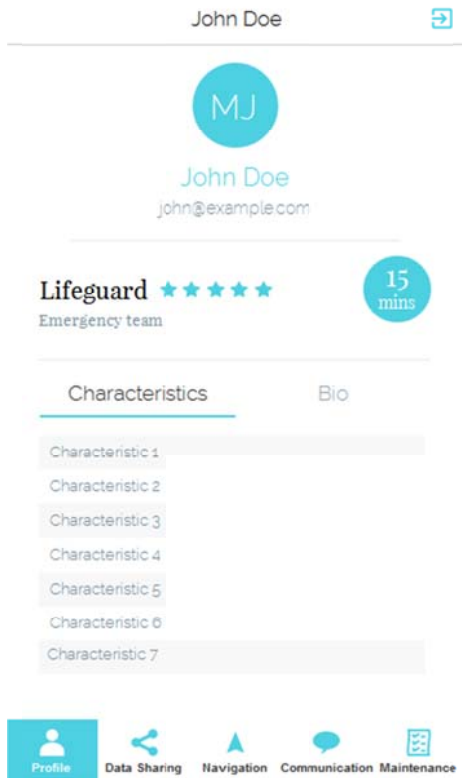 John Doe
MJ
John Doe
john@example.com
Lifeguard
15
mins
Emergency team
Characteristics Bio
Characteristic 1
Characteristic 2
Characteristic 3
Characteristic 4
Characteristic 5
Characteristic 6
Characteristic 7
Profile Data Sharing Navigation Communication Maintenance